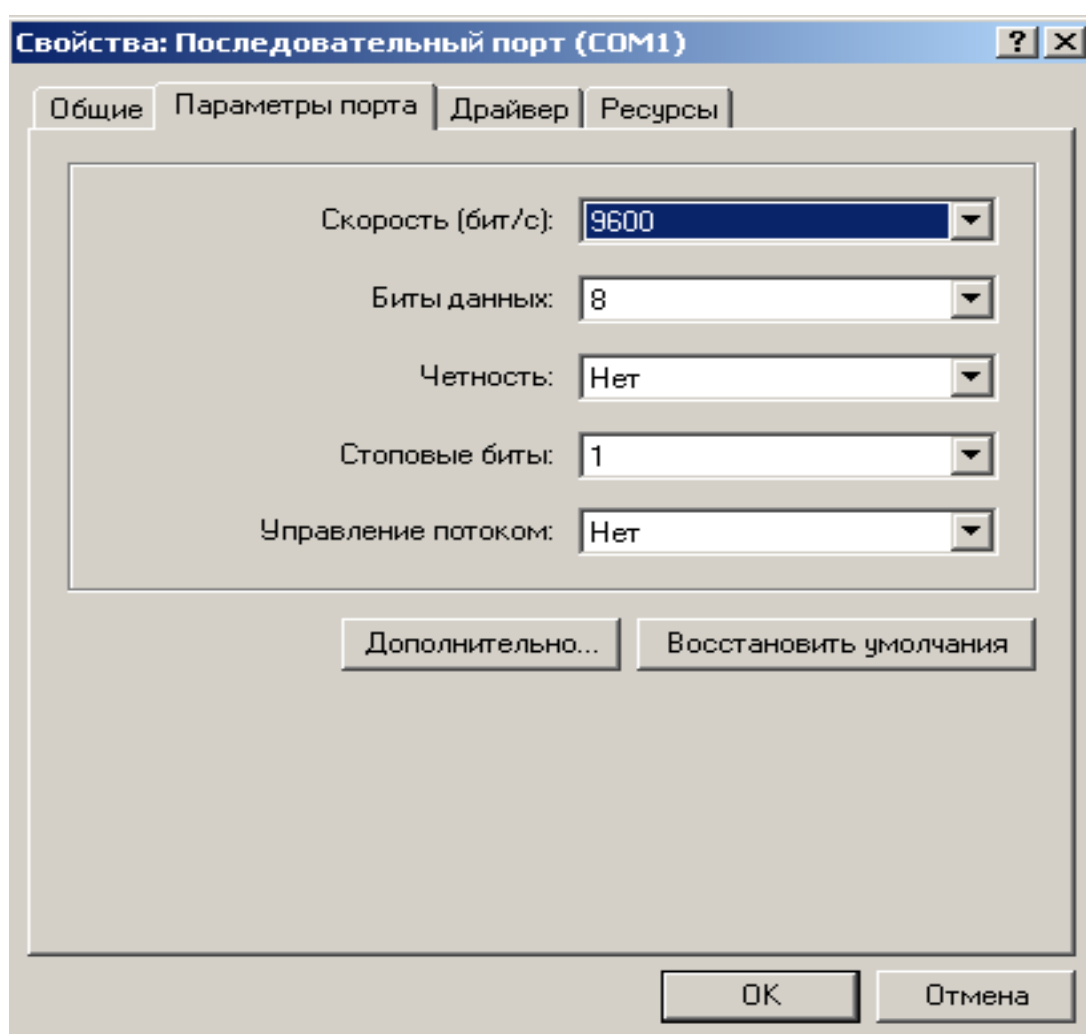 Свойства: Последовательный порт (COM1)
Общие Параметры порта Драйвер Ресурсы
Скорость (бит/с): 9600
Биты данных: 8
Четность: Нет
Стоповые биты: 1
Управление потоком: Нет
Дополнительно... Восстановить умолчания
OK Отмена